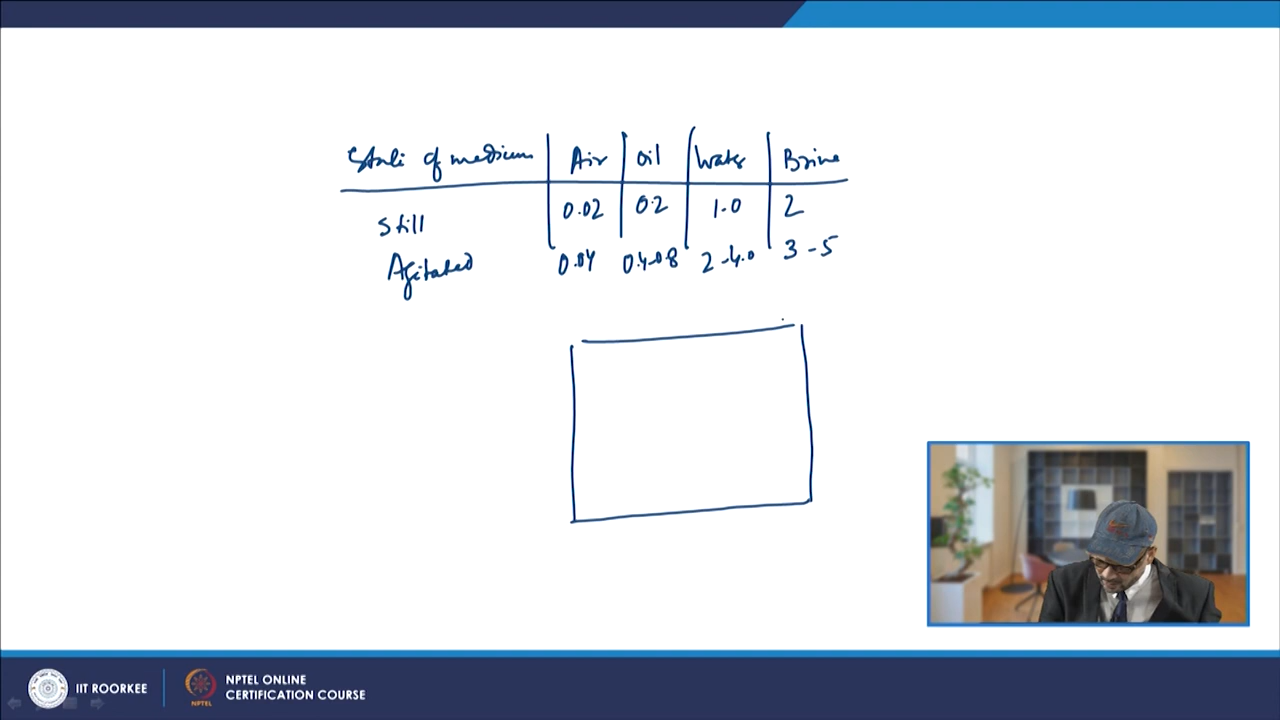 State of medium Air Oil Water Brine
Still 0.02 0.2 1.0 2
Agitated 0.04 0.4-0.8 2-4.0 3-5
IIT ROORKEE
NPTEL
NPTEL ONLINE
CERTIFICATION COURSE